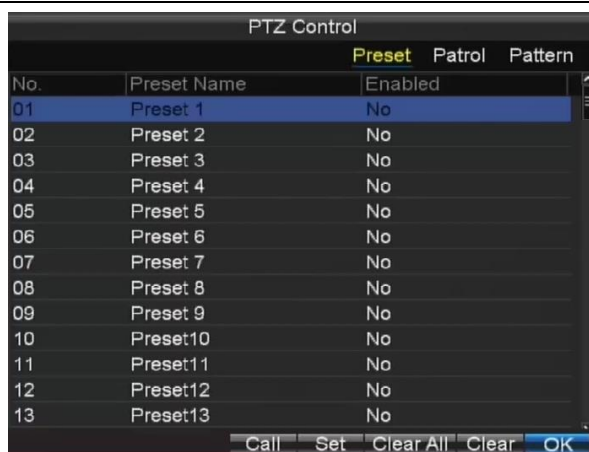 PTZ Control
Preset Patrol Pattern
No. Preset Name Enabled
01 Preset 1 No
02 Preset 2 No
03 Preset 3 No
04 Preset 4 No
05 Preset 5 No
06 Preset 6 No
07 Preset 7 No
08 Preset 8 No
09 Preset 9 No
10 Preset10 No
11 Preset11 No
12 Preset12 No
13 Preset13 No
Call Set Clear All Clear OK